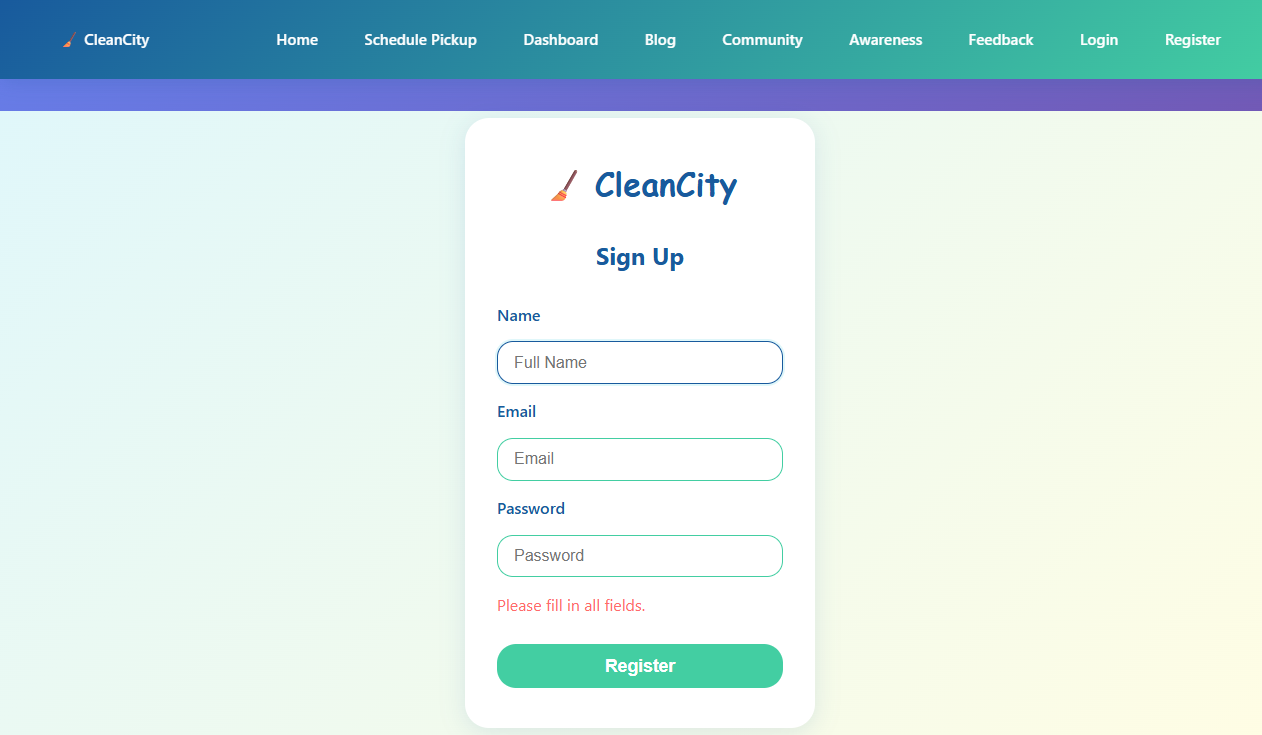 CleanCity Home Schedule Pickup Dashboard Blog Community Awareness Feedback Login Register
CleanCity
Sign Up
Name
Full Name
Email
Email
Password
Password
Please fill in all fields.
Register